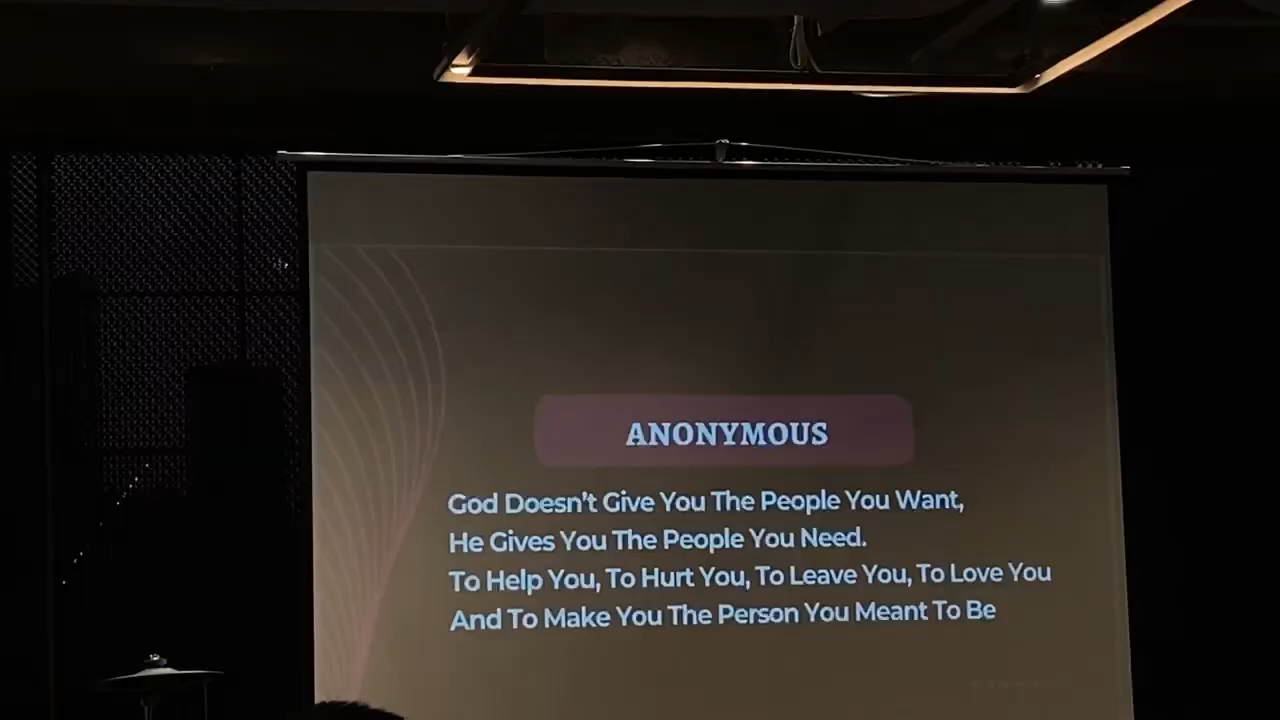 ANONYMOUS
God Doesn't Give You The People You Want,
He Gives You The People You Need.
To Help You, To Hurt You, To Leave You, To Love You
And To Make You The Person You Meant To Be